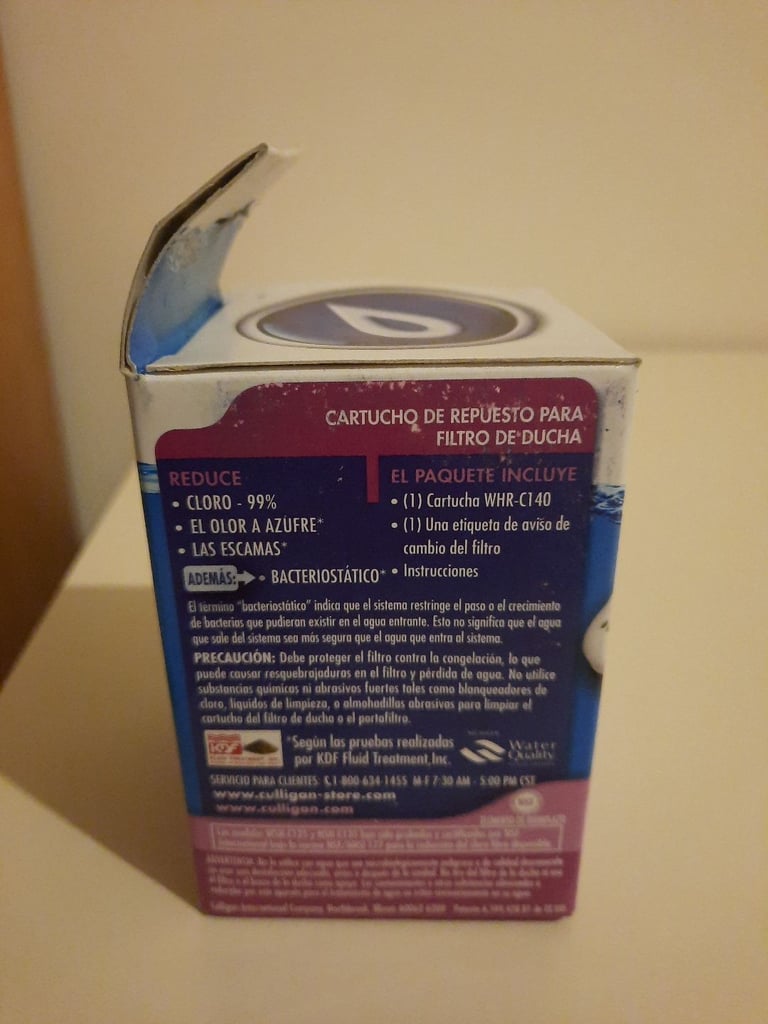 CARTUCHO DE REPUESTO PARA
FILTRO DE DUCHA
REDUCE
• CLORO - 99%
• EL OLOR A AZUFRE*
• LAS ESCAMAS*
ADEMÁS:
• BACTERIOSTÁTICO*
EL PAQUETE INCLUYE
• (1) Cartucha WHR-C140
• (1) Una etiqueta de aviso de
cambio del filtro
• Instrucciones
El término "bacteriostático" indica que el sistema restringe el paso o el crecimiento
de bacterias que pudieran existir en el agua entrante. Esto no significa que el agua
que sale del sistema sea más segura que el agua que entra al sistema.
PRECAUCIÓN: Debe proteger el filtro contra la congelación, lo que
puede causar resquebrajaduras en el filtro y pérdida de agua. No utilice
substancias químicas ni abrasivos fuertes tales como blanqueadores de
cloro, líquidos de limpieza, o almohadillas abrasivas para limpiar el
cartucho del filtro de ducha o el portafiltro.
KDF
*Según las pruebas realizadas
por KDF Fluid Treatment, Inc.
Water
Quality
SERVICIO PARA CLIENTES: 1-800-634-1455 M-F 7:30 AM - 5:00 PM CST
www.culligan-store.com
www.culligan.com
NSF